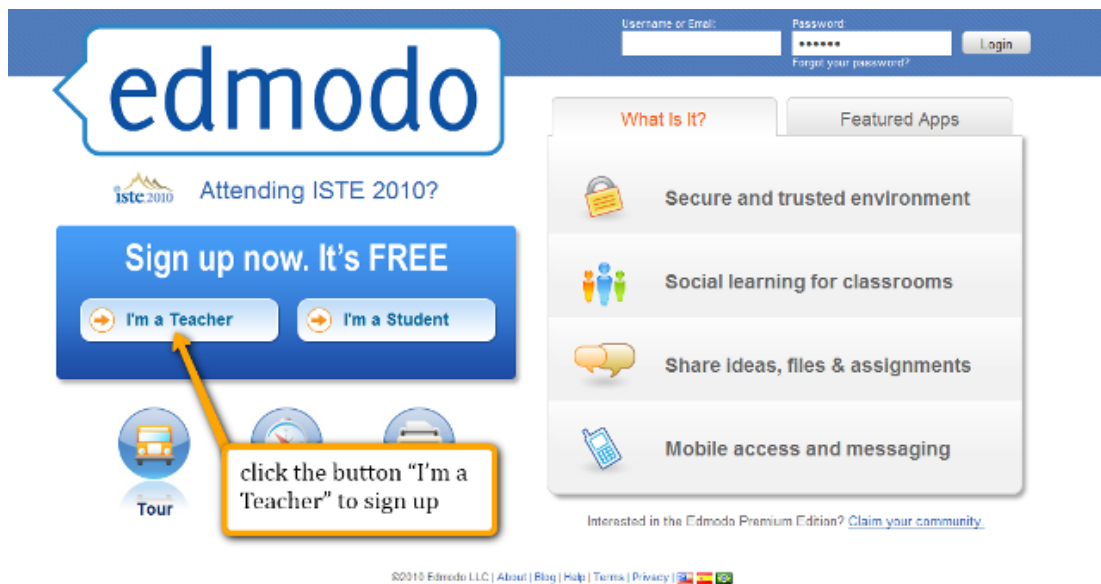 Username or Email:
Password:
••••••
Login
Forgot your password?
edmodo
What Is It?
Featured Apps
iste 2010
Attending ISTE 2010?
Secure and trusted environment
Sign up now. It's FREE
I'm a Teacher
I'm a Student
Social learning for classrooms
Share ideas, files & assignments
Mobile access and messaging
click the button “I'm a
Teacher” to sign up
Tour
Interested in the Edmodo Premium Edition? Claim your community.
©2010 Edmodo LLC | About | Blog | Help | Terms | Privacy |